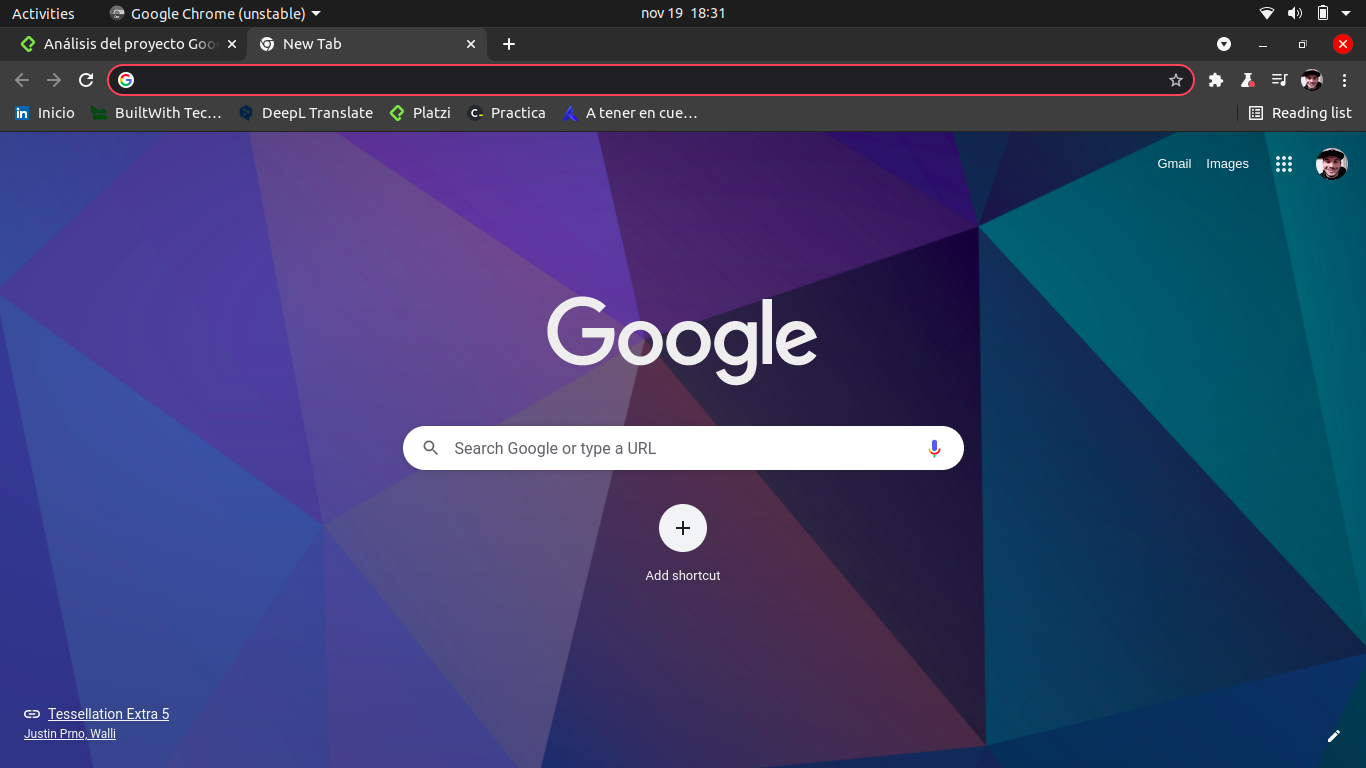 Activities
Google Chrome (unstable)
nov 19 18:31
Análisis del proyecto Goo
New Tab
Inicio
BuiltWith Tec...
DeepL Translate
Platzi
Practica
A tener en cue...
Reading list
Gmail
Images
Google
Search Google or type a URL
Add shortcut
Tessellation Extra 5
Justin Prno, Walli